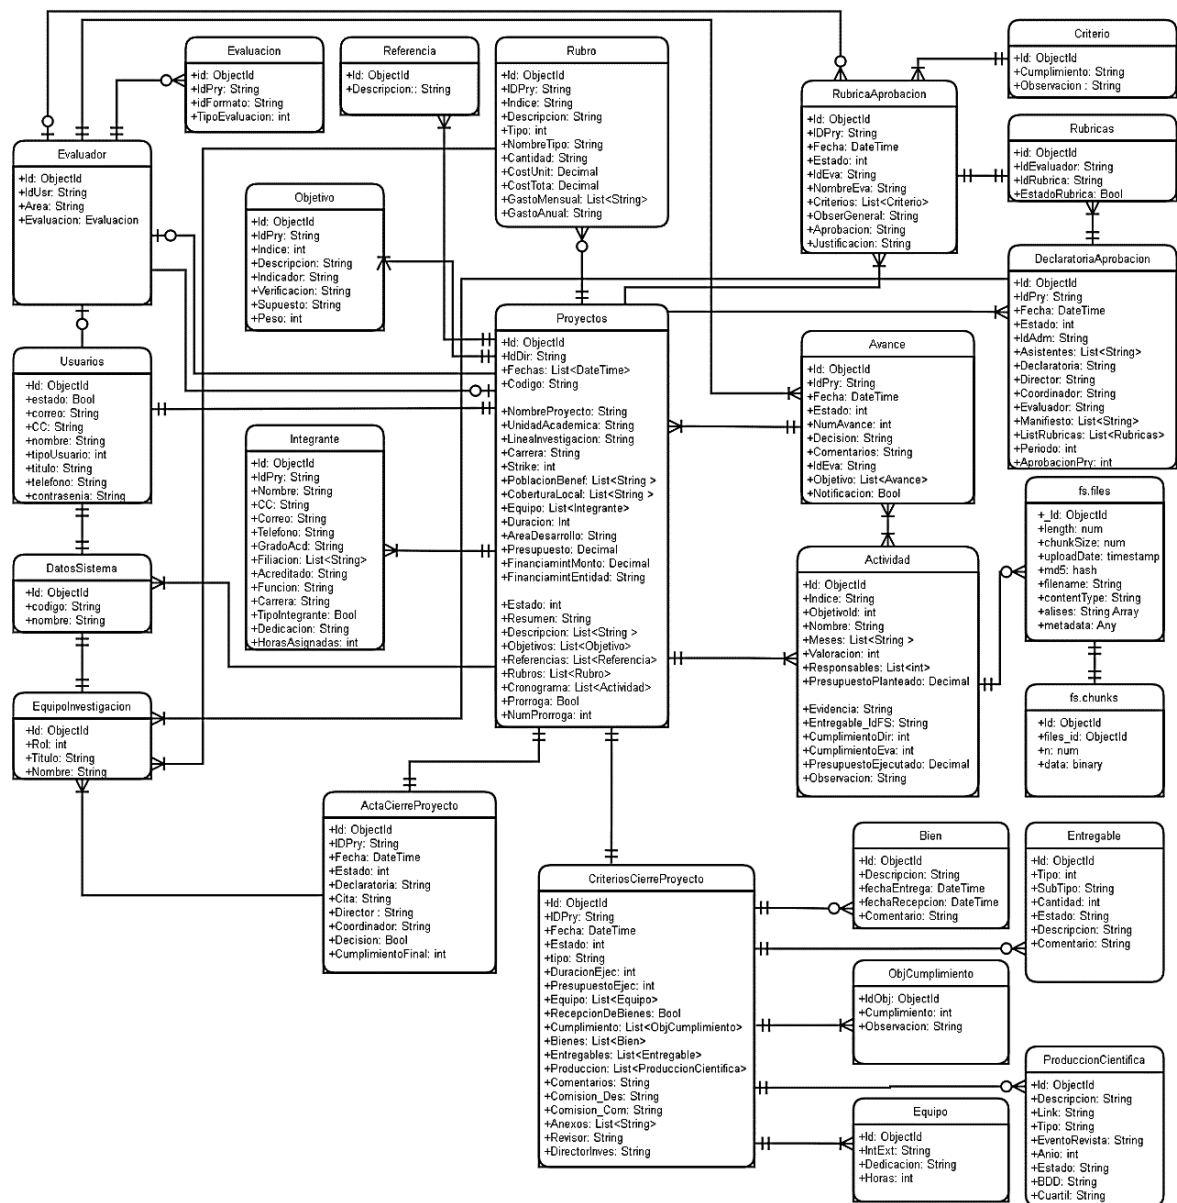 Evaluacion
+id: ObjectId
+IdPry: String
+idFormato: String
+TipoEvaluacion: int
Referencia
+Id: ObjectId
+Descripcion:: String
Rubro
+Id: ObjectId
+IDPry: String
+Indice: String
+Descripcion: String
+Tipo: int
+NombreTipo: String
+Cantidad: String
+CostUnit: Decimal
+CostTota: Decimal
+GastoMensual: List<String>
+GastoAnual: String
Criterio
+Id: ObjectId
+Cumplimiento: String
+Observacion : String
RubricaAprobacion
+Id: ObjectId
+IDPry: String
+Fecha: DateTime
+Estado: int
+IdEva: String
+NombreEva: String
+Criterios: List<Criterio>
+ObserGeneral: String
+Aprobacion: String
+Justificacion: String
Rubricas
+id: ObjectId
+IdEvaluador: String
+IdRubrica: String
+EstadoRubrica: Bool
Evaluador
+Id: ObjectId
+IdUsr: String
+Area: String
+Evaluacion: Evaluacion
Objetivo
+Id: ObjectId
+IdPry: String
+Indice: int
+Descripcion: String
+Indicador: String
+Verificacion: String
+Supuesto: String
+Peso: int
DeclaratoriaAprobacion
+Id: ObjectId
+IdPry: String
+Fecha: DateTime
+Estado: int
+IdAdm: String
+Asistentes: List<String>
+Declaratoria: String
+Director: String
+Coordinador: String
+Evaluador: String
+Manifiesto: List<String>
+ListRubricas: List<Rubricas>
+Periodo: int
+AprobacionPry: int
Proyectos
+Id: ObjectId
+IdDir: String
+Fechas: List<DateTime>
+Codigo: String
+NombreProyecto: String
+UnidadAcademica: String
+LineaInvestigacion: String
+Carrera: String
+Strike: int
+PoblacionBenef: List<String >
+CoberturaLocal: List<String >
+Equipo: List<Integrante>
+Duracion: Int
+AreaDesarrollo: String
+Presupuesto: Decimal
+FinanciamintMonto: Decimal
+FinanciamintEntidad: String
+Estado: int
+Resumen: String
+Descripcion: List<String >
+Objetivos: List<Objetivo>
+Referencias: List<Referencia>
+Rubros: List<Rubro>
+Cronograma: List<Actividad>
+Prorroga: Bool
+NumProrroga: int
Avance
+Id: ObjectId
+IdPry: String
+Fecha: DateTime
+Estado: int
+NumAvance: int
+Decision: String
+Comentarios: String
+IdEva: String
+Objetivo: List<Avance>
+Notificacion: Bool
Usuarios
+Id: ObjectId
+estado: Bool
+correo: String
+CC: String
+nombre: String
+tipoUsuario: int
+titulo: String
+telefono: String
+contrasenia: String
Integrante
+Id: ObjectId
+IdPry: String
+Nombre: String
+CC: String
+Correo: String
+Telefono: String
+GradoAcd: String
+Filiacion: List<String>
+Acreditado: String
+Funcion: String
+Carrera: String
+TipoIntegrante: Bool
+Dedicacion: String
+HorasAsignadas: int
fs.files
+_Id: ObjectId
+length: num
+chunkSize: num
+uploadDate: timestamp
+md5: hash
+filename: String
+contentType: String
+alises: String Array
+metadata: Any
DatosSistema
+Id: ObjectId
+codigo: String
+nombre: String
Actividad
+Id: ObjectId
+Indice: String
+ObjetivoId: int
+Nombre: String
+Meses: List<String >
+Valoracion: int
+Responsables: List<int>
+PresupuestoPlanteado: Decimal
+Evidencia: String
+Entregable_IdFS: String
+CumplimientoDir: int
+CumplimientoEva: int
+PresupuestoEjecutado: Decimal
+Observacion: String
fs.chunks
+Id: ObjectId
+files_id: ObjectId
+n: num
+data: binary
EquipoInvestigacion
+Id: ObjectId
+Rol: int
+Titulo: String
+Nombre: String
ActaCierreProyecto
+Id: ObjectId
+IDPry: String
+Fecha: DateTime
+Estado: int
+Declaratoria: String
+Cita: String
+Director : String
+Coordinador: String
+Decision: Bool
+CumplimientoFinal: int
CriteriosCierreProyecto
+Id: ObjectId
+IDPry: String
+Fecha: DateTime
+Estado: int
+tipo: String
+DuracionEjec: int
+PresupuestoEjec: int
+Equipo: List<Equipo>
+RecepcionDeBienes: Bool
+Cumplimiento: List<ObjCumplimiento>
+Bienes: List<Bien>
+Entregables: List<Entregable>
+Produccion: List<ProduccionCientifica>
+Comentarios: String
+Comision_Des: String
+Comision_Com: String
+Anexos: List<String>
+Revisor: String
+DirectorInves: String
Bien
+Id: ObjectId
+Descripcion: String
+fechaEntrega: DateTime
+fechaRecepcion: DateTime
+Comentario: String
Entregable
+Id: ObjectId
+Tipo: int
+SubTipo: String
+Cantidad: int
+Estado: String
+Descripcion: String
+Comentario: String
ObjCumplimiento
+IdObj: ObjectId
+Cumplimiento: int
+Observacion: String
ProduccionCientifica
+Id: ObjectId
+Descripcion: String
+Link: String
+Tipo: String
+EventoRevista: String
+Anio: int
+Estado: String
+BDD: String
+Cuartil: String
Equipo
+Id: ObjectId
+IntExt: String
+Dedicacion: String
+Horas: int